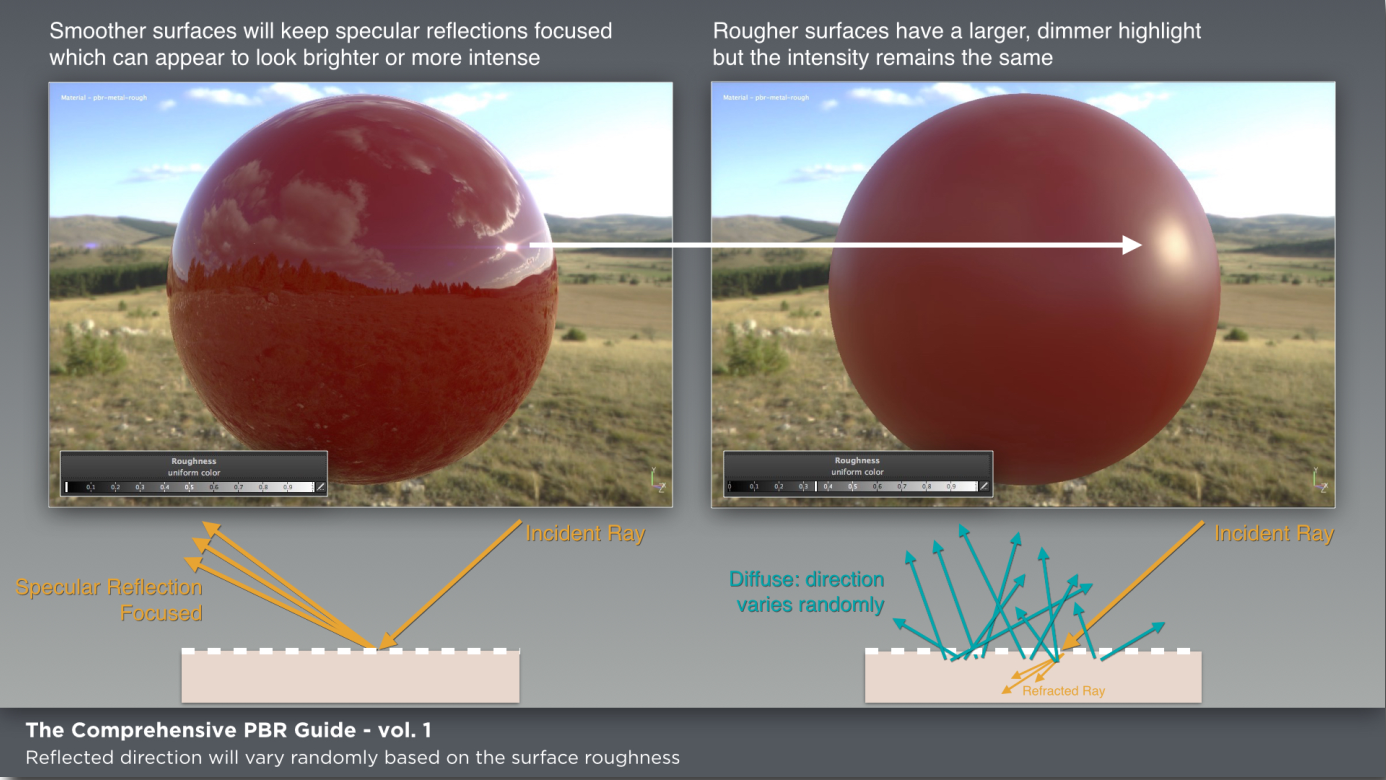 Smoother surfaces will keep specular reflections focused
which can appear to look brighter or more intense
Rougher surfaces have a larger, dimmer highlight
but the intensity remains the same
Material - pbr-metal-rough
Material - pbr-metal-rough
Roughness
uniform color
0.1 0.2 0.3 0.4 0.5 0.6 0.7 0.8 0.9
Y
Z
Roughness
uniform color
0 0.1 0.2 0.3 0.4 0.5 0.6 0.7 0.8 0.9
Y
Z
Incident Ray
Specular Reflection
Focused
Incident Ray
Diffuse: direction
varies randomly
Refracted Ray
The Comprehensive PBR Guide - vol. 1
Reflected direction will vary randomly based on the surface roughness